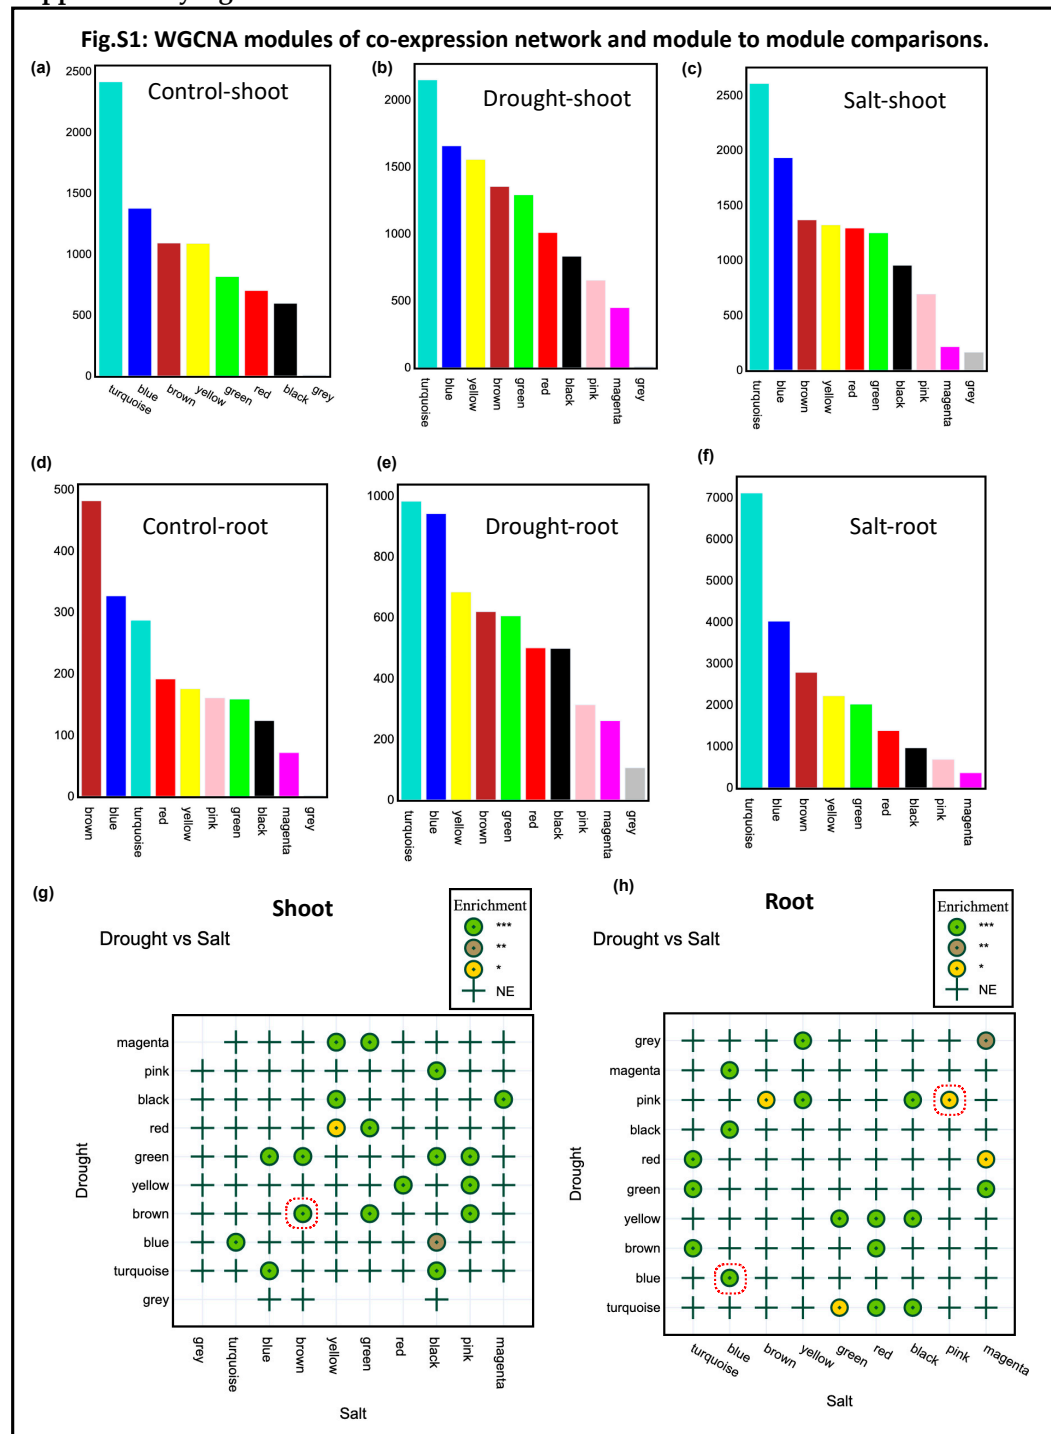 Fig.S1: WGCNA modules of co-expression network and module to module comparisons.
(a)
Control-shoot
2500
2000
1500
1000
500
0
turquoise blue brown yellow green red black grey
(b)
Drought-shoot
2000
1500
1000
500
0
turquoise blue yellow brown green red black pink magenta grey
(c)
Salt-shoot
2500
2000
1500
1000
500
0
turquoise blue brown yellow red green black pink magenta grey
(d)
Control-root
500
400
300
200
100
0
brown blue turquoise red yellow pink green black magenta grey
(e)
Drought-root
1000
800
600
400
200
0
turquoise blue yellow brown green red black pink magenta grey
(f)
Salt-root
7000
6000
5000
4000
3000
2000
1000
0
turquoise blue brown yellow green red black pink magenta
(g)
Shoot
Drought vs Salt
Enrichment
***
**
*
NE
Drought
magenta
pink
black
red
green
yellow
brown
blue
turquoise
grey
grey turquoise blue brown yellow green red black pink magenta
Salt
(h)
Root
Drought vs Salt
Enrichment
***
**
*
NE
Drought
grey
magenta
pink
black
red
green
yellow
brown
blue
turquoise
turquoise blue brown yellow green red black pink magenta
Salt